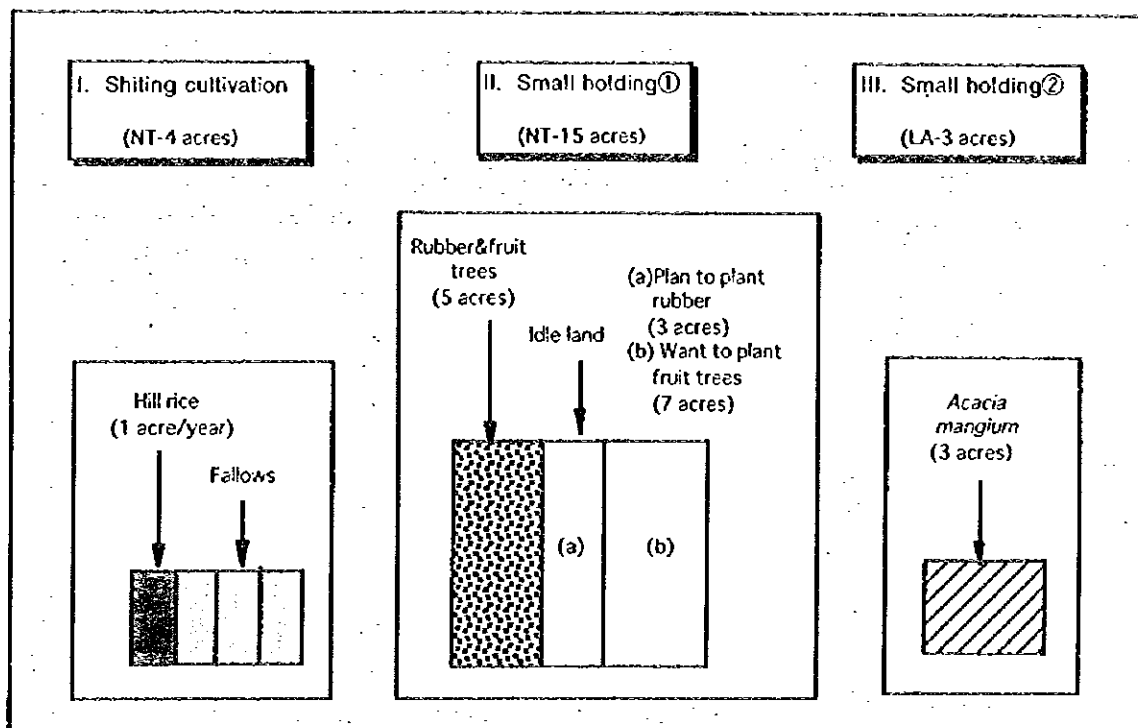 I. Shiting cultivation
(NT-4 acres)
II. Small holding①
(NT-15 acres)
III. Small holding②
(LA-3 acres)
Hill rice
(1 acre/year)
Fallows
Rubber&fruit
trees
(5 acres)
Idle land
(a)Plan to plant
rubber
(3 acres)
(b) Want to plant
fruit trees
(7 acres)
(a)
(b)
Acacia
mangium
(3 acres)